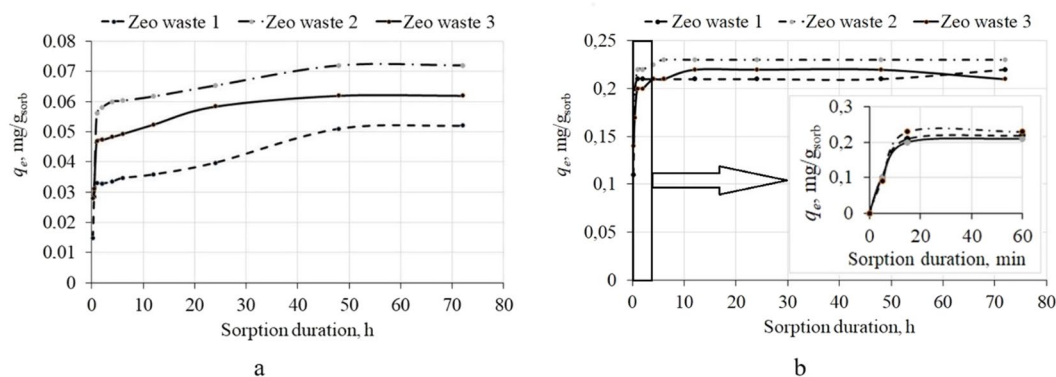 Zeo waste 1 Zeo waste 2 Zeo waste 3
qe, mg/gsorb
0.08
0.07
0.06
0.05
0.04
0.03
0.02
0.01
0
0 10 20 30 40 50 60 70 80
Sorption duration, h
a
Zeo waste 1 Zeo waste 2 Zeo waste 3
qe, mg/gsorb
0,25
0,2
0,15
0,1
0,05
0
0 10 20 30 40 50 60 70 80
Sorption duration, h
qe, mg/gsorb
0,3
0,2
0,1
0
0 20 40 60
Sorption duration, min
b